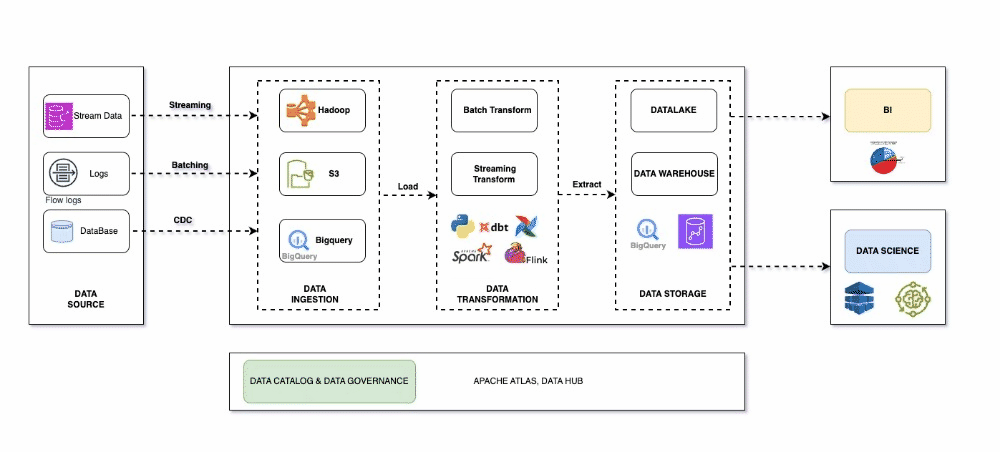 Streaming
Stream Data
Batching
Logs
Flow logs
CDC
DataBase
DATA
SOURCE
Hadoop
S3
Bigquery
BigQuery
DATA
INGESTION
Load
Batch Transform
Streaming
Transform
dbt
Spark
Flink
DATA
TRANSFORMATION
Extract
DATALAKE
DATA WAREHOUSE
BigQuery
DATA STORAGE
BI
DATA SCIENCE
DATA CATALOG & DATA GOVERNANCE
APACHE ATLAS, DATA HUB